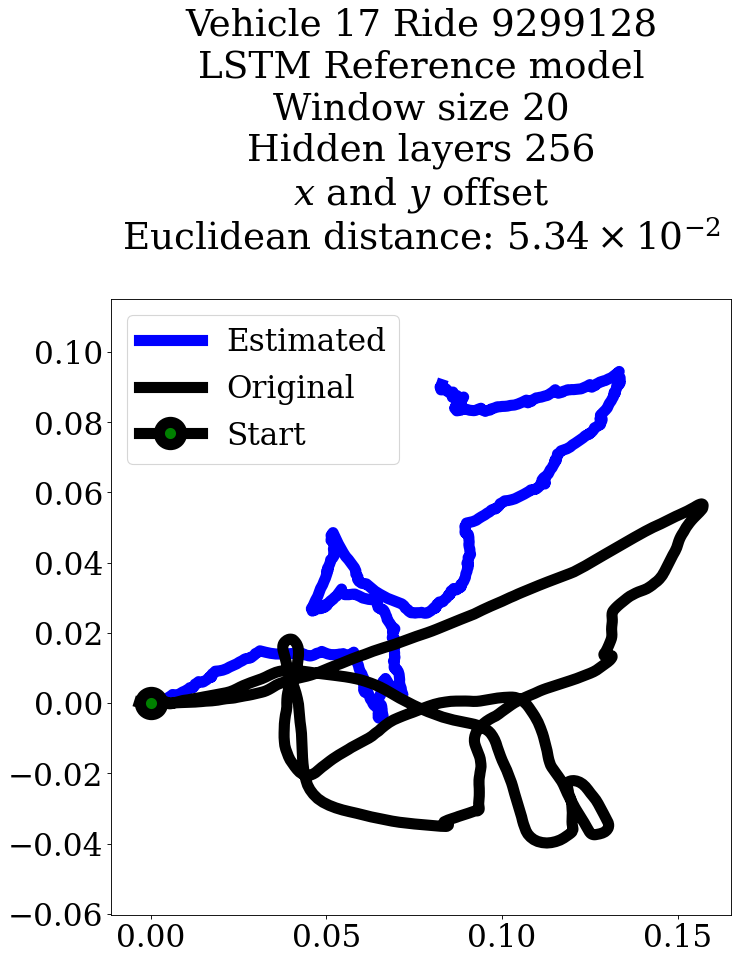 Vehicle 17 Ride 9299128
LSTM Reference model
Window size 20
Hidden layers 256
x and y offset
Euclidean distance: 5.34 × 10⁻²
Estimated
Original
Start
0.10
0.08
0.06
0.04
0.02
0.00
−0.02
−0.04
−0.06
0.00 0.05 0.10 0.15